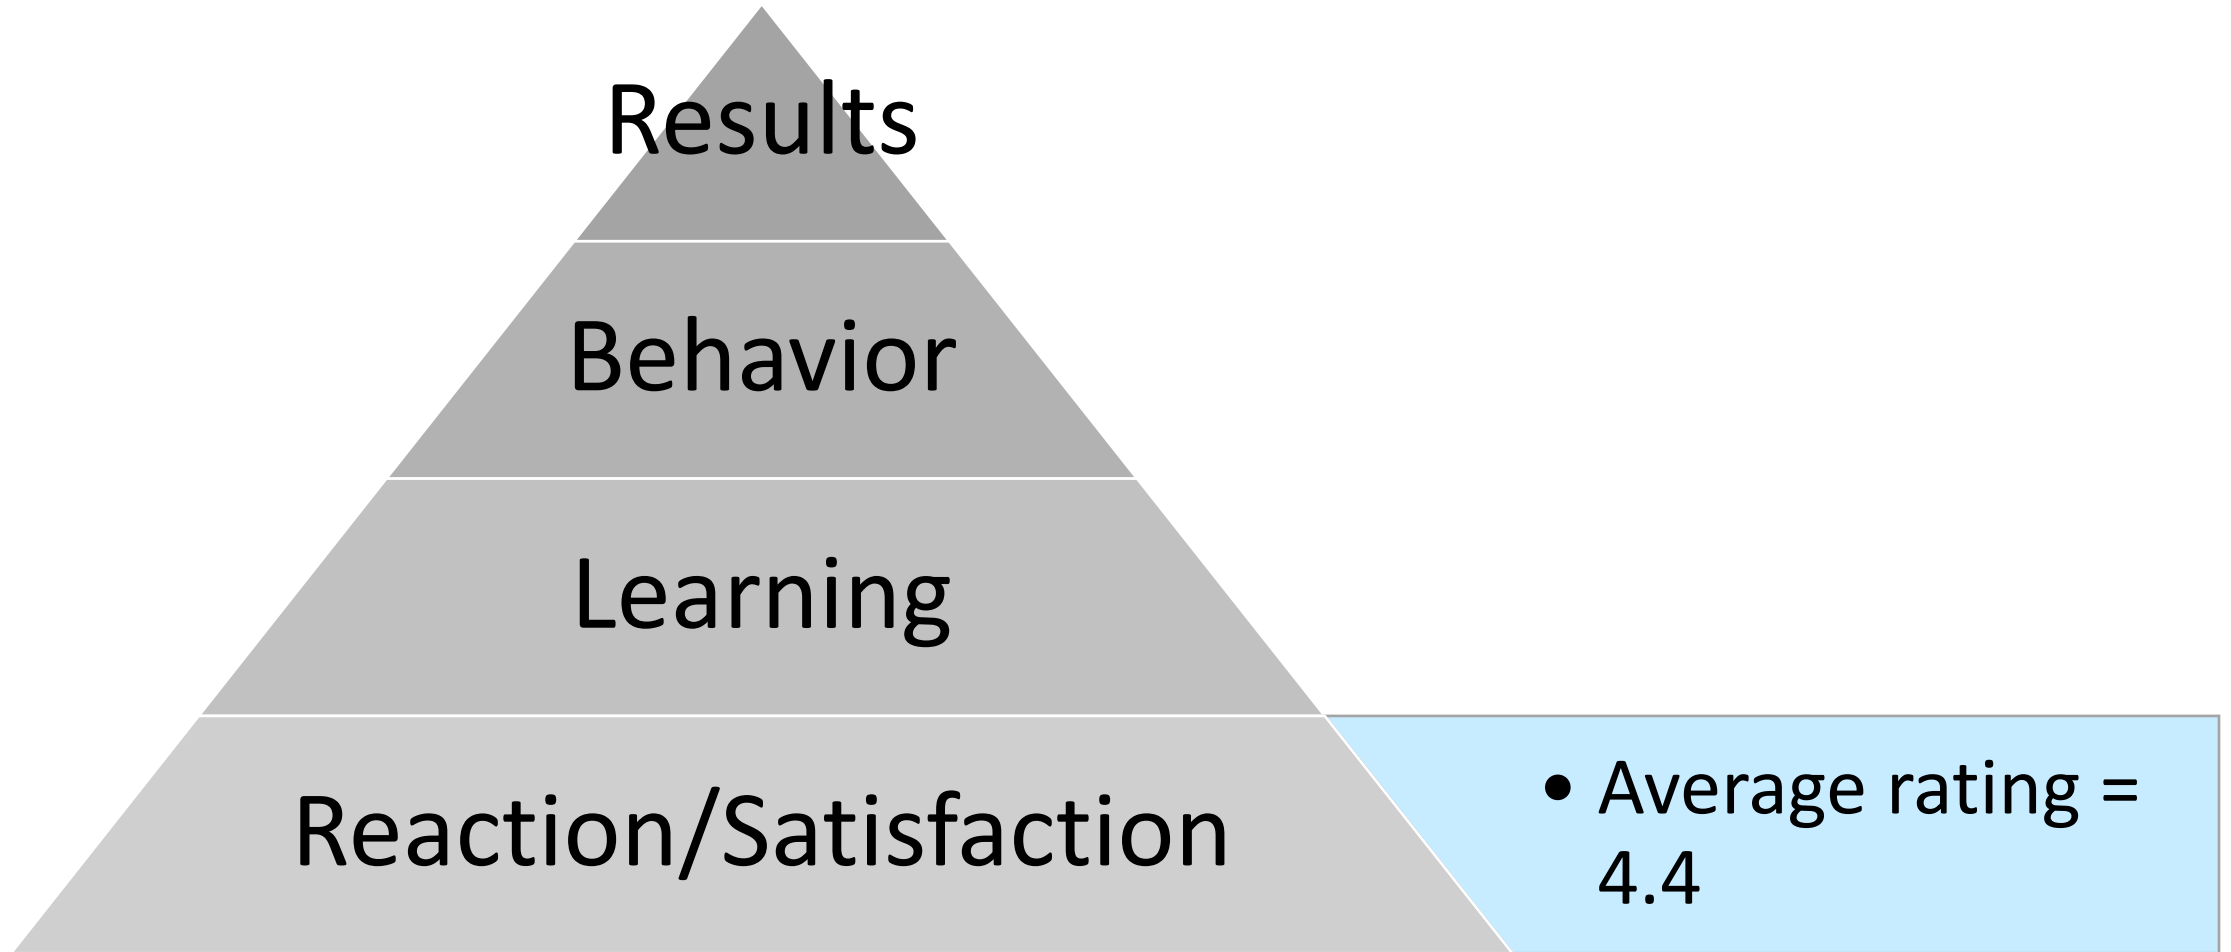 Results
Behavior
Learning
Reaction/Satisfaction
• Average rating =
4.4